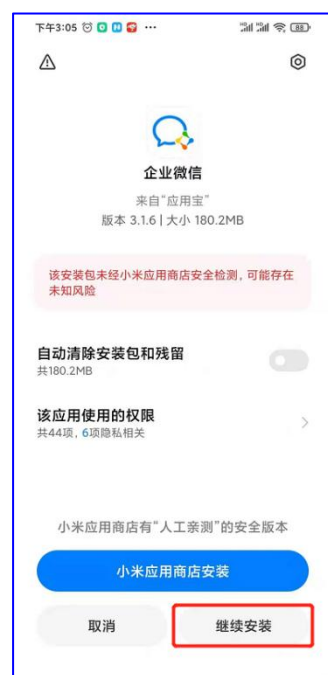 下午3:05 ···
88
企业微信
来自"应用宝"
版本 3.1.6 | 大小 180.2MB
该安装包未经小米应用商店安全检测，可能存在
未知风险
自动清除安装包和残留
共180.2MB
该应用使用的权限
共44项，6项隐私相关
小米应用商店有"人工亲测"的安全版本
小米应用商店安装
取消 继续安装